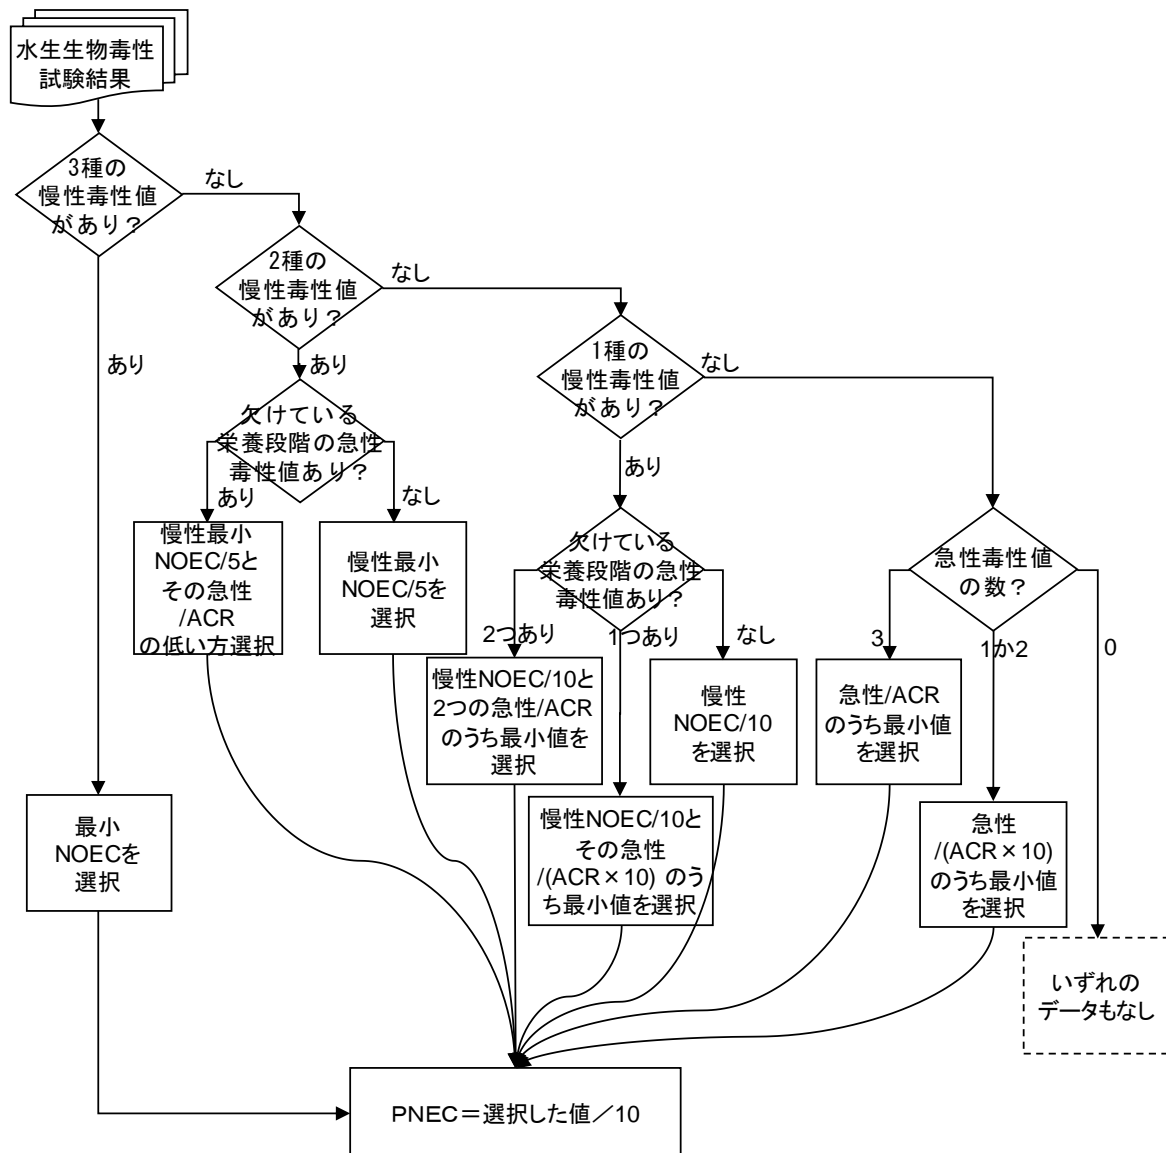 水生生物毒性
試験結果
3種の
慢性毒性値
があり？
なし
あり
2種の
慢性毒性値
があり？
なし
あり
欠けている
栄養段階の急性
毒性値あり？
あり
なし
慢性最小
NOEC/5と
その急性
/ACR
の低い方選択
慢性最小
NOEC/5を
選択
1種の
慢性毒性値
があり？
なし
あり
欠けている
栄養段階の急性
毒性値あり？
2つあり
1つあり
なし
慢性NOEC/10と
2つの急性/ACR
のうち最小値を
選択
慢性NOEC/10と
その急性
/(ACR×10) のう
ち最小値を選択
慢性
NOEC/10
を選択
急性毒性値
の数？
3
1か2
0
急性/ACR
のうち最小値
を選択
急性
/(ACR×10)
のうち最小値
を選択
いずれの
データもなし
最小
NOECを
選択
PNEC＝選択した値／10